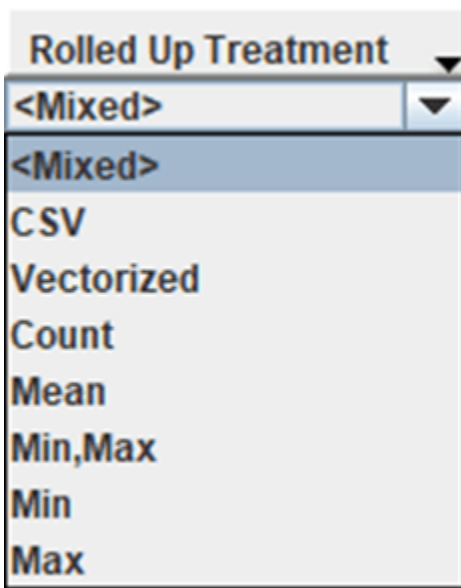 Rolled Up Treatment
<Mixed>
<Mixed>
CSV
Vectorized
Count
Mean
Min,Max
Min
Max